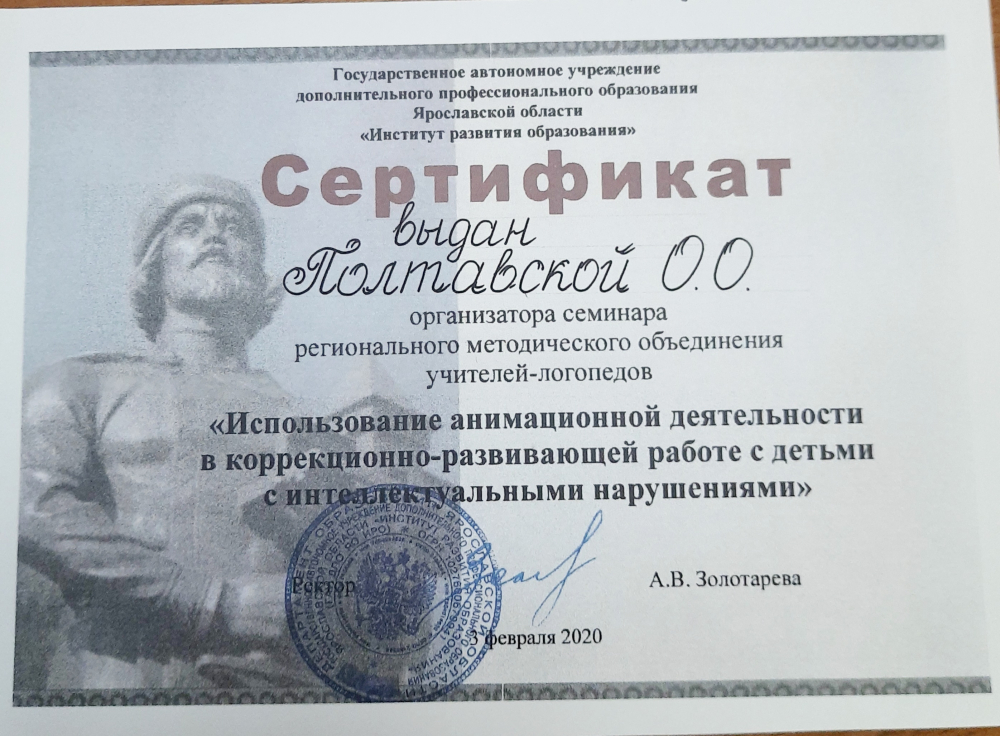 Государственное автономное учреждение
дополнительного профессионального образования
Ярославской области
«Институт развития образования»
Сертификат
выдан
Полтавской О.О.
организатора семинара
регионального методического объединения
учителей-логопедов
«Использование анимационной деятельности
в коррекционно-развивающей работе с детьми
с интеллектуальными нарушениями»
Ректор
А.В. Золотарева
3 февраля 2020